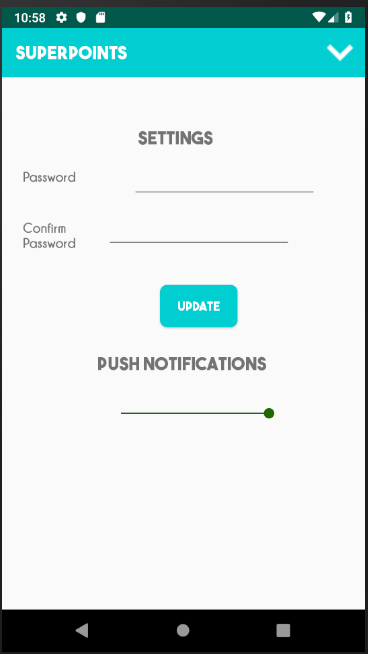 10:58
SUPERPOINTS
SETTINGS
Password
Confirm
Password
UPDATE
PUSH NOTIFICATIONS